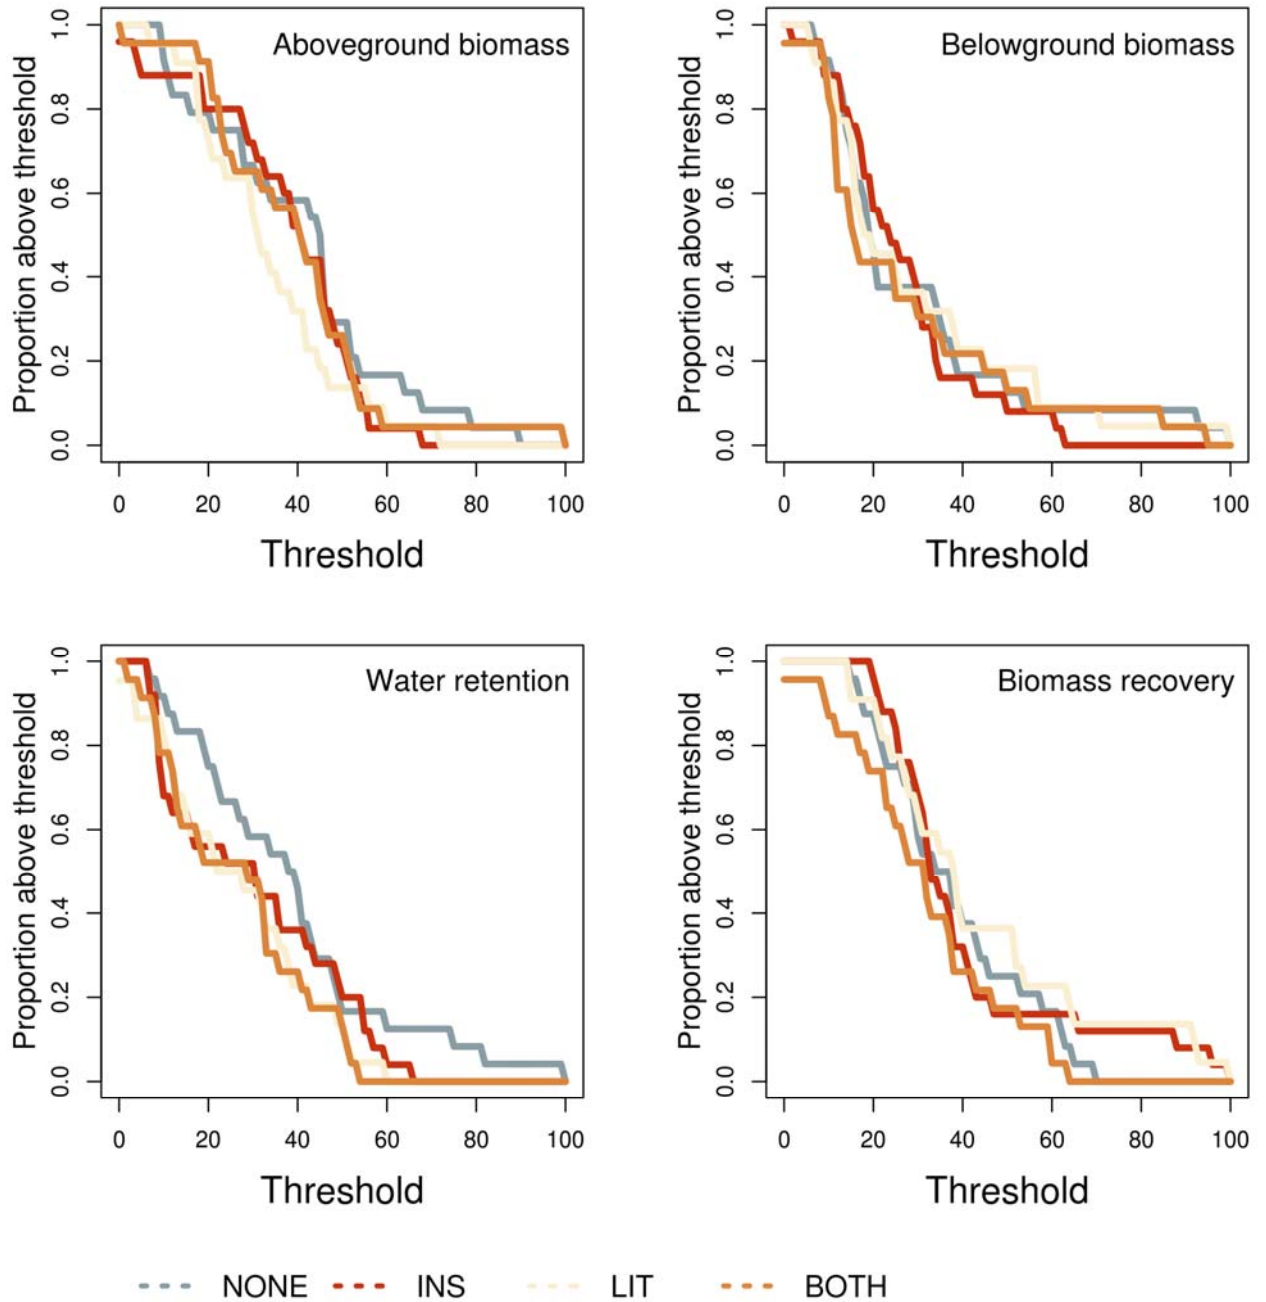 Aboveground biomass
Proportion above threshold
0.0 0.2 0.4 0.6 0.8 1.0
0 20 40 60 80 100
Threshold
Belowground biomass
Proportion above threshold
0.0 0.2 0.4 0.6 0.8 1.0
0 20 40 60 80 100
Threshold
Water retention
Proportion above threshold
0.0 0.2 0.4 0.6 0.8 1.0
0 20 40 60 80 100
Threshold
Biomass recovery
Proportion above threshold
0.0 0.2 0.4 0.6 0.8 1.0
0 20 40 60 80 100
Threshold
NONE INS LIT BOTH